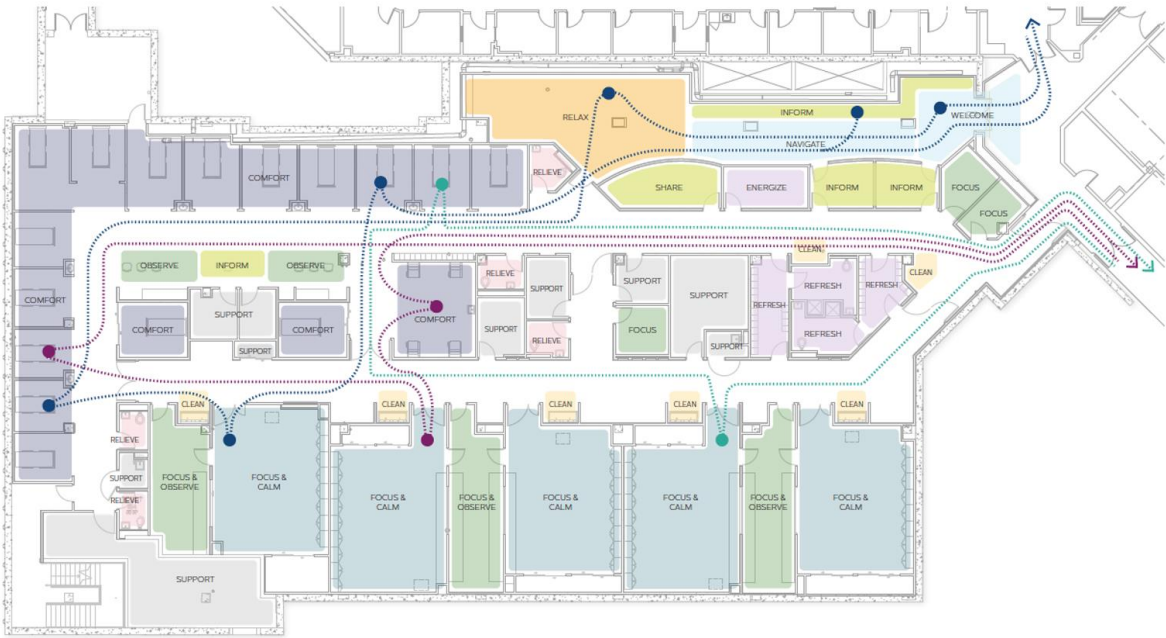 INFORM
RELAX
WELCOME
NAVIGATE
RELIEVE
COMFORT
SHARE
ENERGIZE
INFORM
INFORM
FOCUS
FOCUS
CLEAN
OBSERVE
INFORM
OBSERVE
RELIEVE
CLEAN
SUPPORT
SUPPORT
REFRESH
REFRESH
COMFORT
SUPPORT
SUPPORT
REFRESH
COMFORT
COMFORT
COMFORT
SUPPORT
FOCUS
REFRESH
RELIEVE
SUPPORT
SUPPORT
CLEAN
CLEAN
CLEAN
CLEAN
CLEAN
RELIEVE
SUPPORT
FOCUS &
OBSERVE
FOCUS &
CALM
FOCUS &
CALM
FOCUS &
OBSERVE
FOCUS &
CALM
FOCUS &
CALM
FOCUS &
OBSERVE
FOCUS &
CALM
RELIEVE
SUPPORT